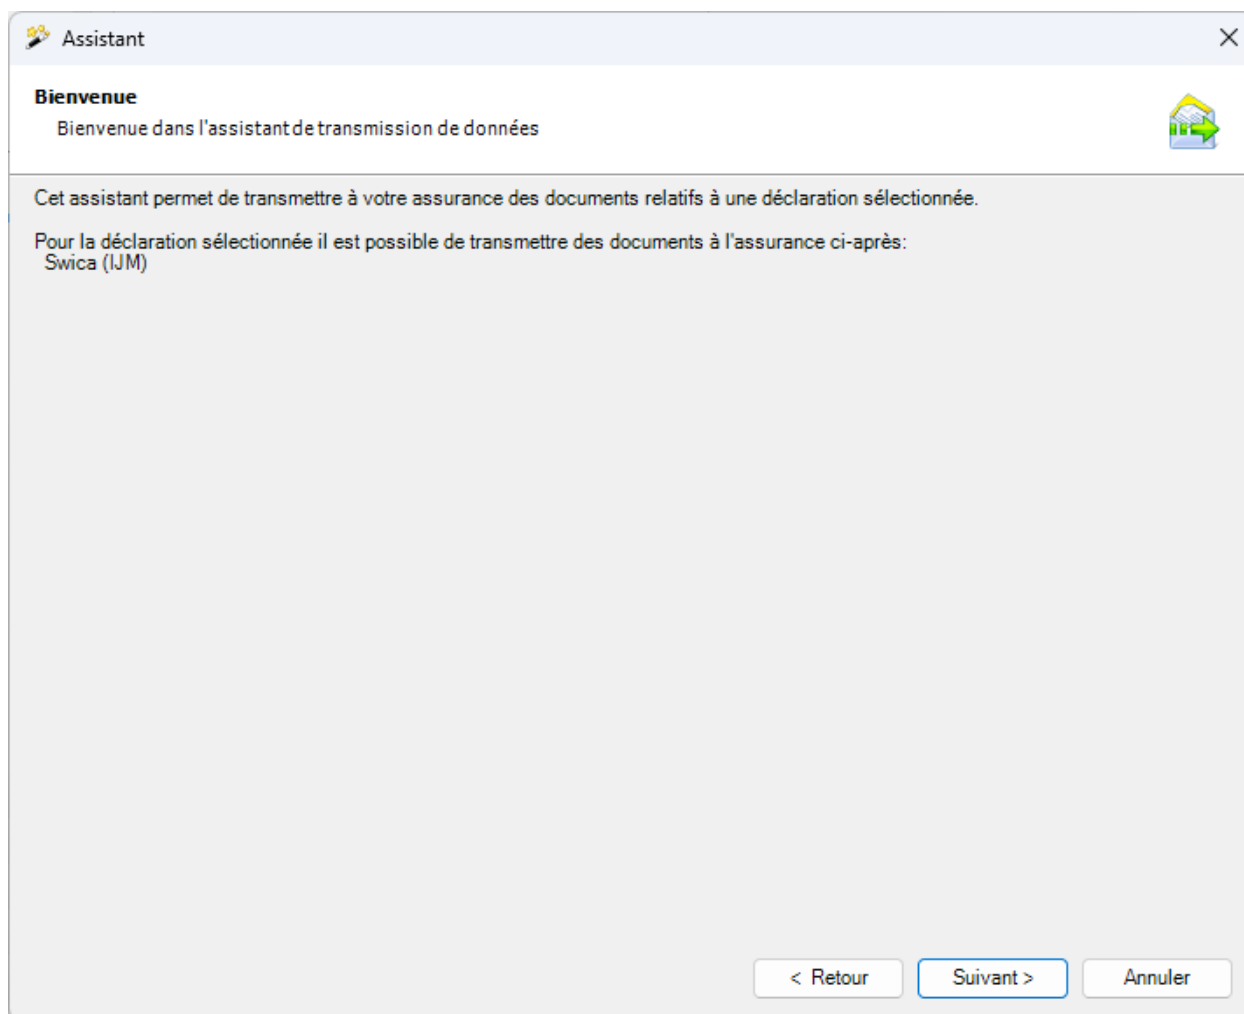 Assistant
Bienvenue
Bienvenue dans l'assistant de transmission de données
Cet assistant permet de transmettre à votre assurance des documents relatifs à une déclaration sélectionnée.
Pour la déclaration sélectionnée il est possible de transmettre des documents à l'assurance ci-après:
Swica (IJM)
< Retour
Suivant >
Annuler